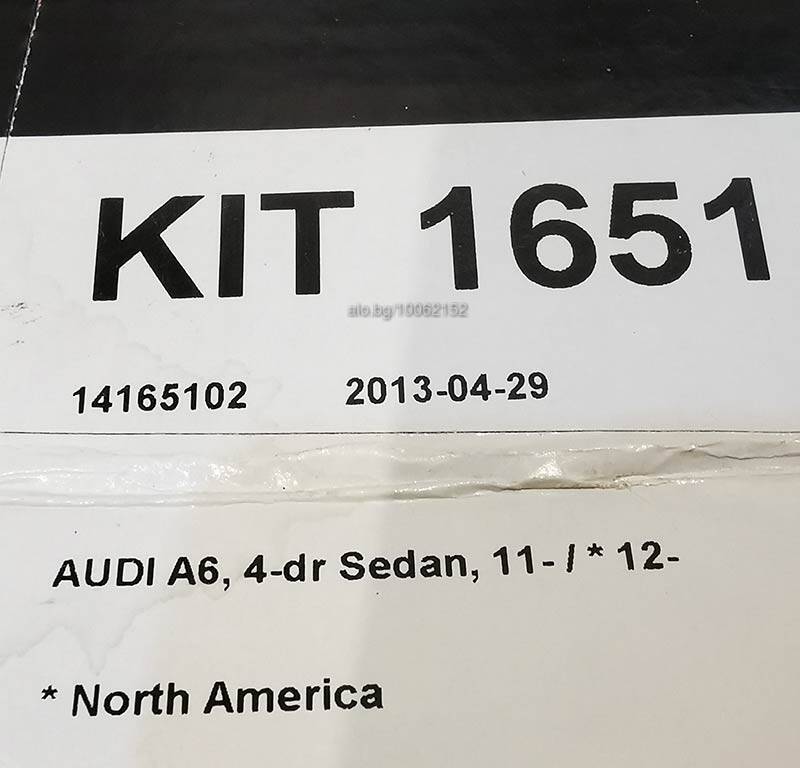 KIT 1651
alo.bg/10062152
14165102 2013-04-29
AUDI A6, 4-dr Sedan, 11- / * 12-
* North America